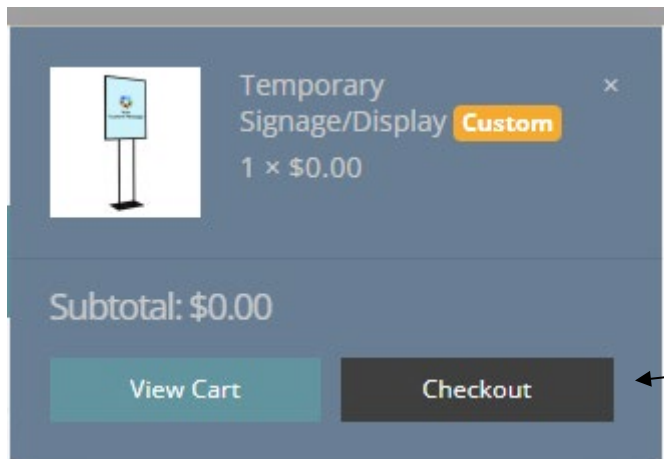 Temporary
×
Signage/Display Custom
1 × $0.00
Subtotal: $0.00
View Cart
Checkout